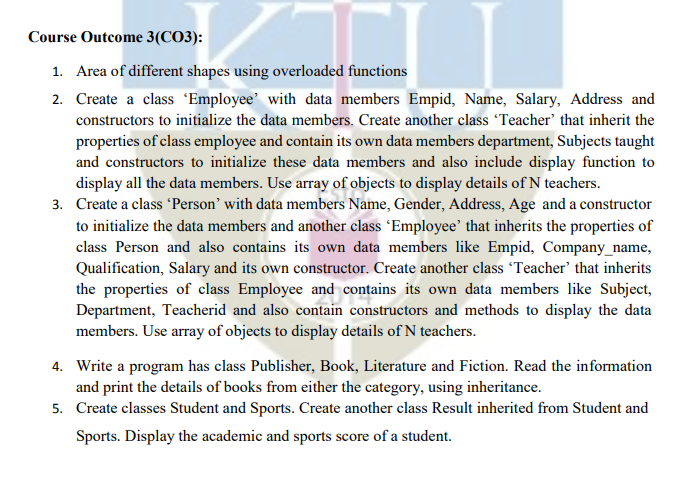 Course Outcome 3(CO3):
1. Area of different shapes using overloaded functions
2. Create a class ‘Employee’ with data members Empid, Name, Salary, Address and
constructors to initialize the data members. Create another class ‘Teacher’ that inherit the
properties of class employee and contain its own data members department, Subjects taught
and constructors to initialize these data members and also include display function to
display all the data members. Use array of objects to display details of N teachers.
3. Create a class ‘Person’ with data members Name, Gender, Address, Age and a constructor
to initialize the data members and another class ‘Employee’ that inherits the properties of
class Person and also contains its own data members like Empid, Company_name,
Qualification, Salary and its own constructor. Create another class ‘Teacher’ that inherits
the properties of class Employee and contains its own data members like Subject,
Department, Teacherid and also contain constructors and methods to display the data
members. Use array of objects to display details of N teachers.
4. Write a program has class Publisher, Book, Literature and Fiction. Read the information
and print the details of books from either the category, using inheritance.
5. Create classes Student and Sports. Create another class Result inherited from Student and
Sports. Display the academic and sports score of a student.
KTU
2014